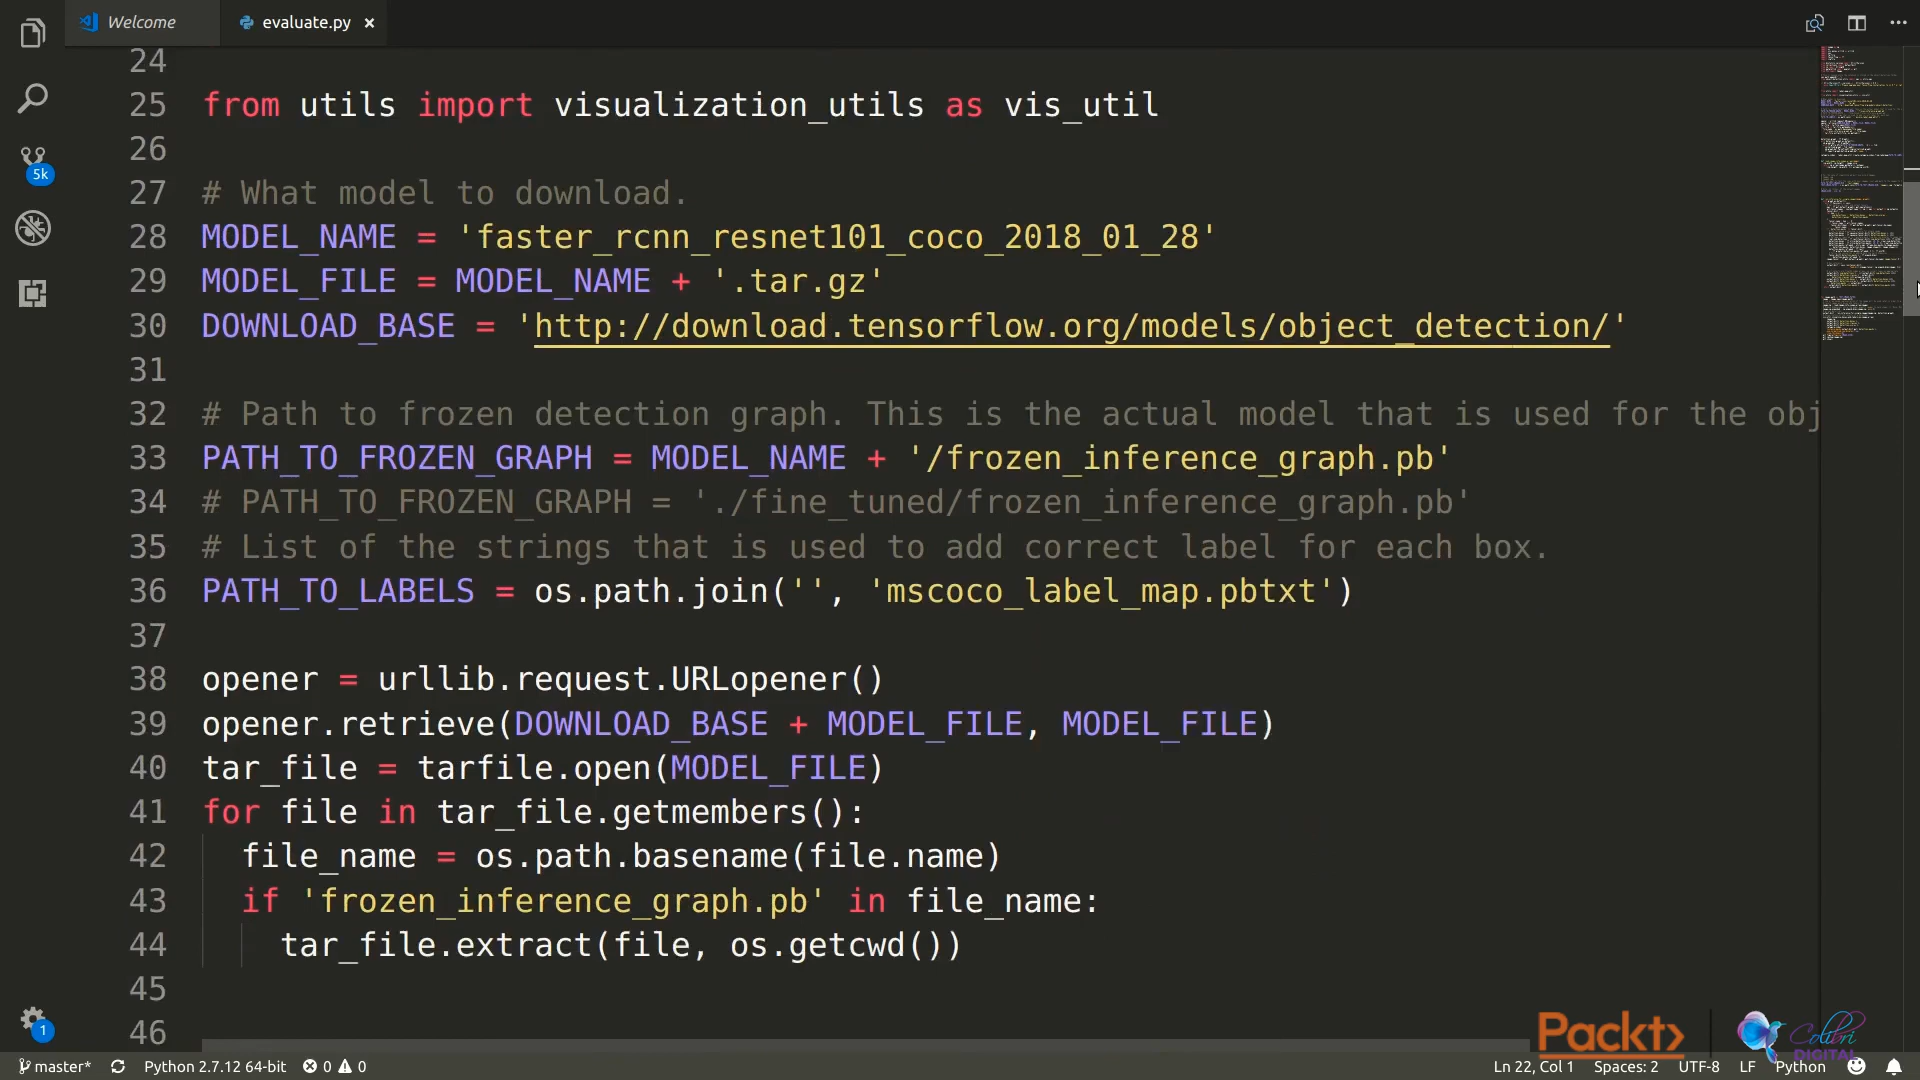 Welcome
evaluate.py ×
24
25 from utils import visualization_utils as vis_util
26
27 # What model to download.
28 MODEL_NAME = 'faster_rcnn_resnet101_coco_2018_01_28'
29 MODEL_FILE = MODEL_NAME + '.tar.gz'
30 DOWNLOAD_BASE = 'http://download.tensorflow.org/models/object_detection/'
31
32 # Path to frozen detection graph. This is the actual model that is used for the obj
33 PATH_TO_FROZEN_GRAPH = MODEL_NAME + '/frozen_inference_graph.pb'
34 # PATH_TO_FROZEN_GRAPH = './fine_tuned/frozen_inference_graph.pb'
35 # List of the strings that is used to add correct label for each box.
36 PATH_TO_LABELS = os.path.join('', 'mscoco_label_map.pbtxt')
37
38 opener = urllib.request.URLopener()
39 opener.retrieve(DOWNLOAD_BASE + MODEL_FILE, MODEL_FILE)
40 tar_file = tarfile.open(MODEL_FILE)
41 for file in tar_file.getmembers():
42   file_name = os.path.basename(file.name)
43   if 'frozen_inference_graph.pb' in file_name:
44     tar_file.extract(file, os.getcwd())
45
46
5k
1
Packt>
Colibri
DIGITAL
master* Python 2.7.12 64-bit 0 0 Ln 22, Col 1 Spaces: 2 UTF-8 LF Python